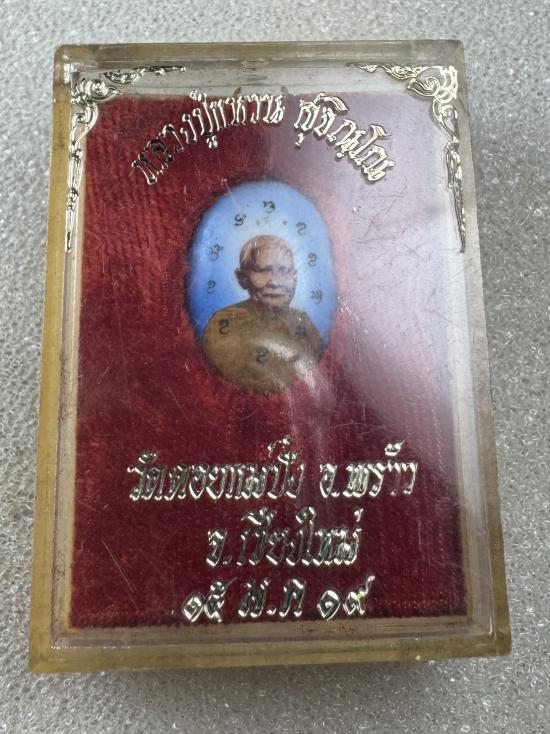 หลวงปู่แหวน สุจิณฺโณ
วัดดอยแม่ปั๋ง อ.พร้าว
จ.เชียงใหม่
๑๕ พ.ค ๑๙